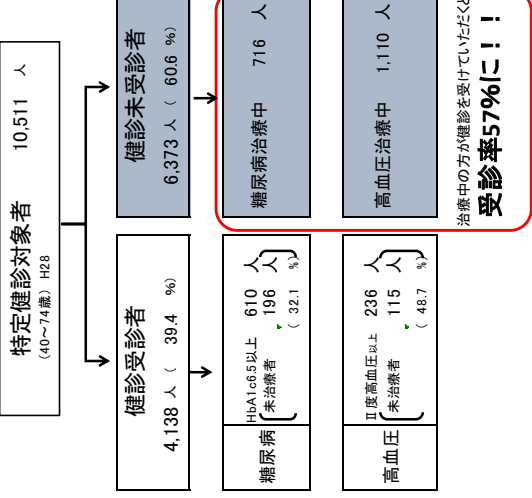 特定健診対象者 10,511 人
(40～74歳) H28
健診受診者
4,138 人 ( 39.4 %)
健診未受診者
6,373 人 ( 60.6 %)
糖尿病
HbA1c6.5以上 610 人
未治療者 196 人
( 32.1 %)
糖尿病治療中 716 人
高血圧
Ⅱ度高血圧以上 236 人
未治療者 115 人
( 48.7 %)
高血圧治療中 1,110 人
治療中の方が健診を受けていただくと
受診率57%に！！